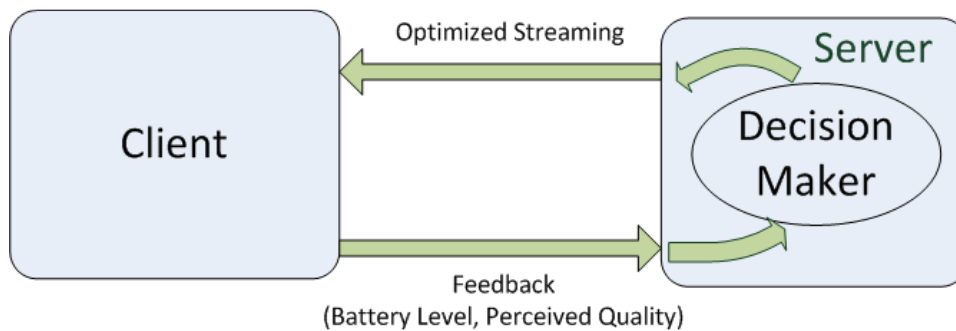 Optimized Streaming
Server
Client
Decision
Maker
Feedback
(Battery Level, Perceived Quality)